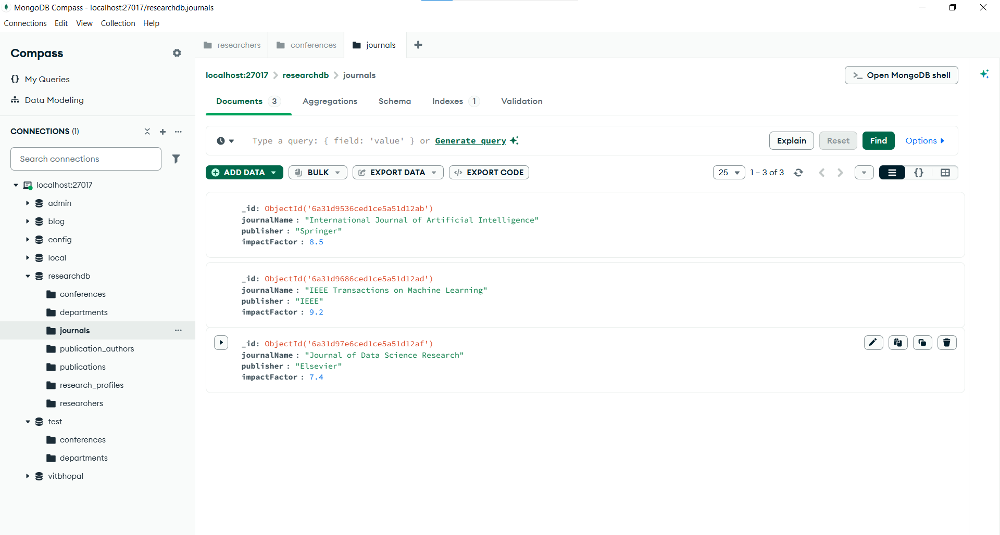 MongoDB Compass - localhost:27017/researchdb.journals
Connections Edit View Collection Help
Compass
My Queries
Data Modeling
CONNECTIONS (1)
Search connections
localhost:27017
admin
blog
config
local
researchdb
conferences
departments
journals
publication_authors
publications
research_profiles
researchers
test
conferences
departments
vitbhopal
researchers conferences journals
localhost:27017 > researchdb > journals
>_ Open MongoDB shell
Documents 3 Aggregations Schema Indexes 1 Validation
Type a query: { field: 'value' } or Generate query
Explain Reset Find Options
ADD DATA BULK EXPORT DATA </> EXPORT CODE
25 1 – 3 of 3 {}
_id: ObjectId('6a31d9536ced1ce5a51d12ab')
journalName : "International Journal of Artificial Intelligence"
publisher : "Springer"
impactFactor : 8.5
_id: ObjectId('6a31d9686ced1ce5a51d12ad')
journalName : "IEEE Transactions on Machine Learning"
publisher : "IEEE"
impactFactor : 9.2
_id: ObjectId('6a31d97e6ced1ce5a51d12af')
journalName : "Journal of Data Science Research"
publisher : "Elsevier"
impactFactor : 7.4